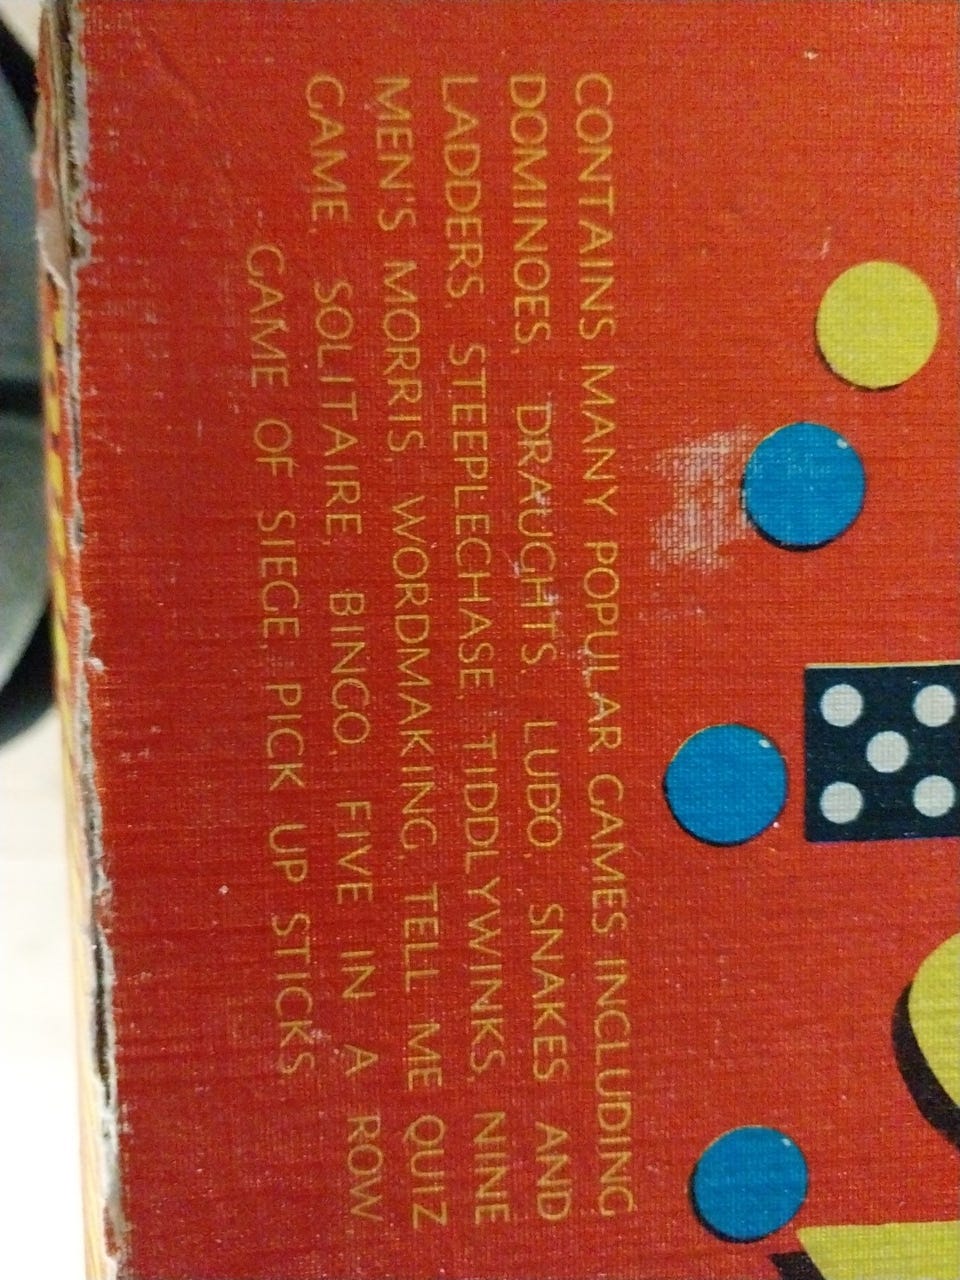 CONTAINS MANY POPULAR GAMES INCLUDING
DOMINOES, DRAUGHTS, LUDO, SNAKES AND
LADDERS, STEEPLECHASE, TIDDLYWINKS, NINE
MEN'S MORRIS, WORDMAKING, TELL ME QUIZ
GAME, SOLITAIRE, BINGO, FIVE IN A ROW,
GAME OF SIEGE, PICK UP STICKS